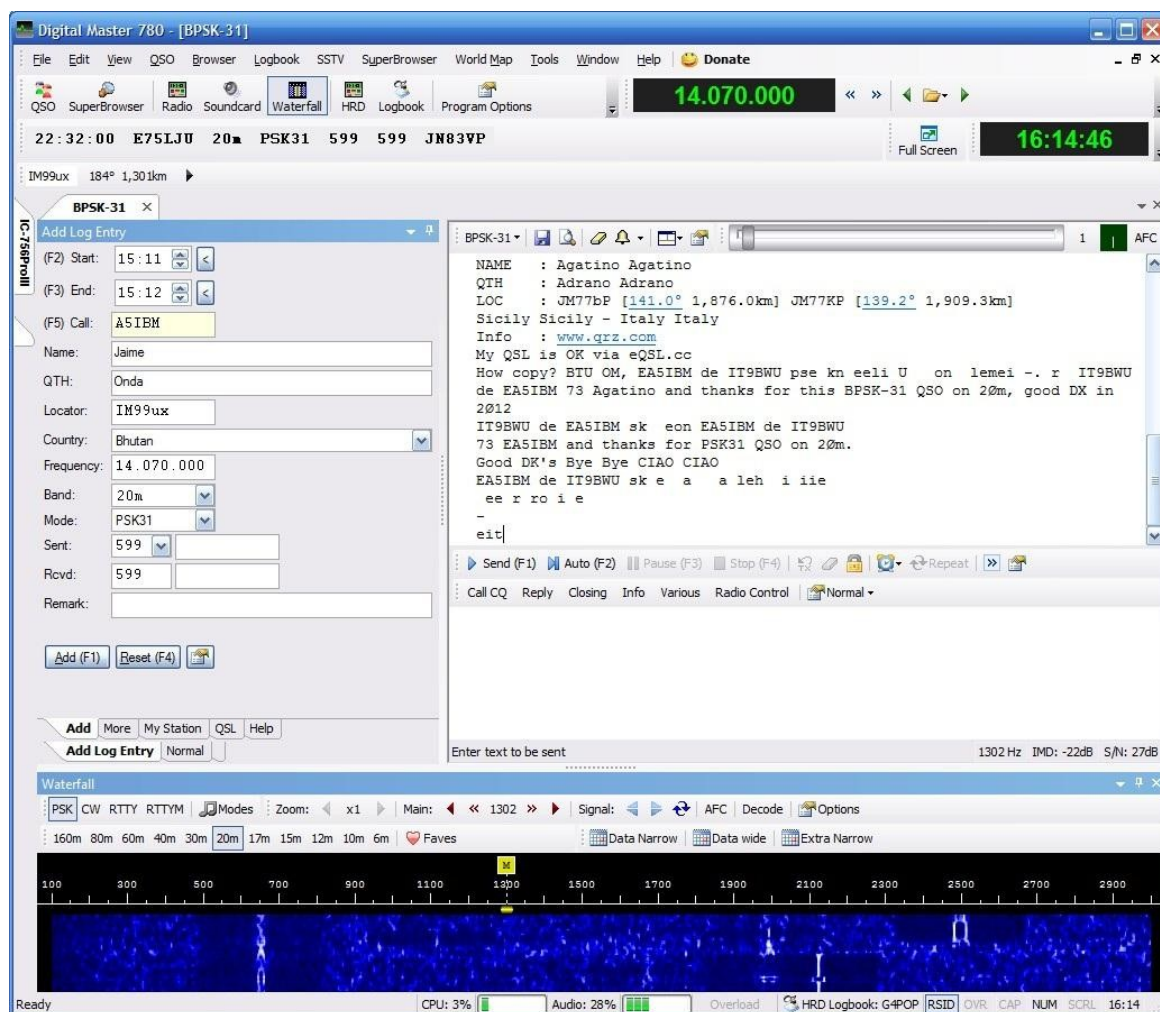 Digital Master 780 - [BPSK-31]
File Edit View QSO Browser Logbook SSTV SuperBrowser World Map Tools Window Help Donate
QSO SuperBrowser Radio Soundcard Waterfall HRD Logbook Program Options
14.070.000
22:32:00 E75LJU 20m PSK31 599 599 JN83VP
Full Screen
16:14:46
IM99ux 184° 1,301km
BPSK-31
IC-756ProIII
Add Log Entry
(F2) Start: 15:11 <
(F3) End: 15:12 <
(F5) Call: A5IBM
Name: Jaime
QTH: Onda
Locator: IM99ux
Country: Bhutan
Frequency: 14.070.000
Band: 20m
Mode: PSK31
Sent: 599
Rcvd: 599
Remark:
Add (F1) Reset (F4)
Add More My Station QSL Help
Add Log Entry Normal
BPSK-31 1 AFC
NAME : Agatino Agatino
QTH : Adrano Adrano
LOC : JM77bP [141.0° 1,876.0km] JM77KP [139.2° 1,909.3km]
Sicily Sicily - Italy Italy
Info : www.qrz.com
My QSL is OK via eQSL.cc
How copy? BTU OM, EA5IBM de IT9BWU pse kn eeli U on lemei -. r IT9BWU
de EA5IBM 73 Agatino and thanks for this BPSK-31 QSO on 2Øm, good DX in
2Ø12
IT9BWU de EA5IBM sk eon EA5IBM de IT9BWU
73 EA5IBM and thanks for PSK31 QSO on 2Øm.
Good DK's Bye Bye CIAO CIAO
EA5IBM de IT9BWU sk e a a leh i iie
ee r ro i e
-
eit
Send (F1) Auto (F2) Pause (F3) Stop (F4) Repeat
Call CQ Reply Closing Info Various Radio Control Normal
Enter text to be sent 1302 Hz IMD: -22dB S/N: 27dB
Waterfall
PSK CW RTTY RTTYM Modes Zoom: x1 Main: 1302 Signal: AFC Decode Options
160m 80m 60m 40m 30m 20m 17m 15m 12m 10m 6m Faves Data Narrow Data wide Extra Narrow
M
100 300 500 700 900 1100 1300 1500 1700 1900 2100 2300 2500 2700 2900
Ready CPU: 3% Audio: 28% Overload HRD Logbook: G4POP RSID OVR CAP NUM SCRL 16:14